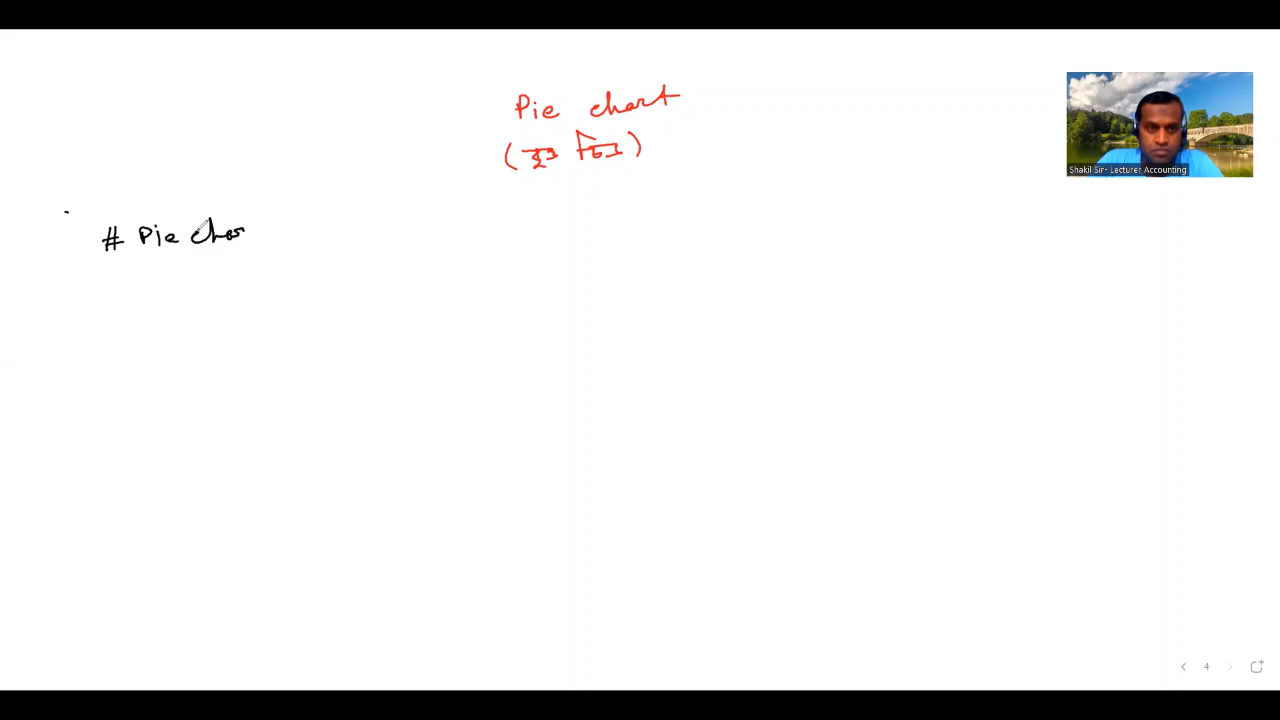 Pie chart
(বৃত্ত চিত্র)
Shakil Sir- Lecturer Accounting
# Pie char
4